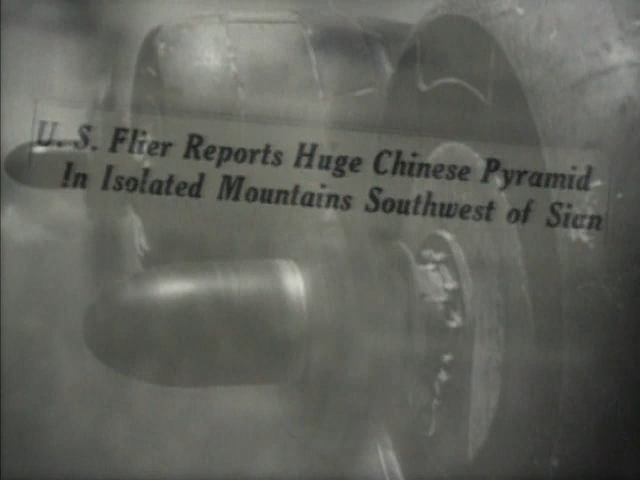 U. S. Flier Reports Huge Chinese Pyramid
In Isolated Mountains Southwest of Sian